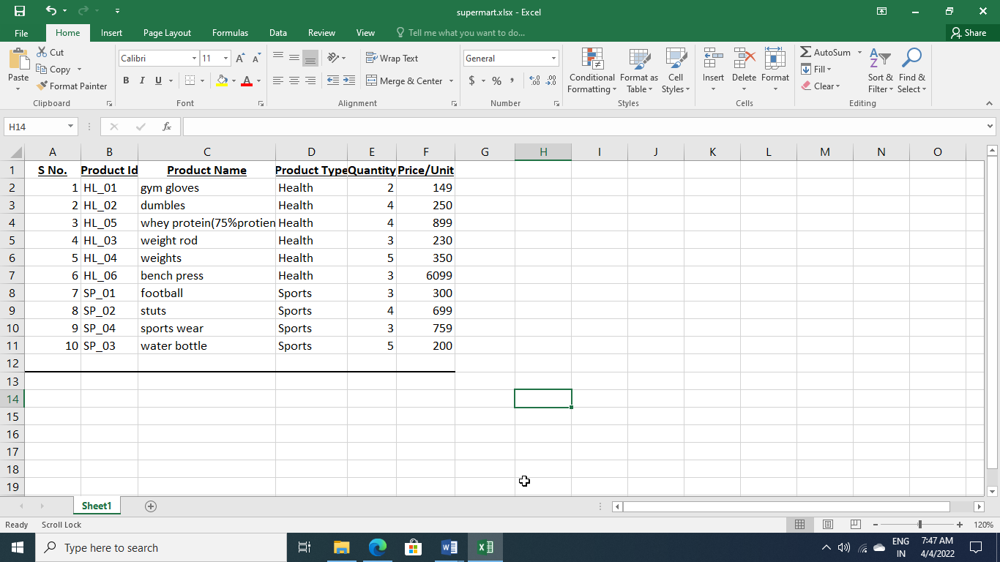 supermart.xlsx - Excel
File Home Insert Page Layout Formulas Data Review View Tell me what you want to do... Share
Paste Cut Copy Format Painter Clipboard
Calibri 11 B I U A A A Font
Wrap Text Merge & Center Alignment
General $ % , .00 Number
Conditional Formatting Format as Table Cell Styles Styles
Insert Delete Format Cells
AutoSum Fill Clear Sort & Filter Find & Select Editing
H14 fx
A B C D E F G H I J K L M N O
1 S No. Product Id Product Name Product Type Quantity Price/Unit
2 1 HL_01 gym gloves Health 2 149
3 2 HL_02 dumbles Health 4 250
4 3 HL_05 whey protein(75%protien Health 4 899
5 4 HL_03 weight rod Health 3 230
6 5 HL_04 weights Health 5 350
7 6 HL_06 bench press Health 3 6099
8 7 SP_01 football Sports 3 300
9 8 SP_02 stuts Sports 4 699
10 9 SP_04 sports wear Sports 3 759
11 10 SP_03 water bottle Sports 5 200
12
13
14
15
16
17
18
19
Sheet1
Ready Scroll Lock 120%
Type here to search ENG 7:47 AM
IN 4/4/2022